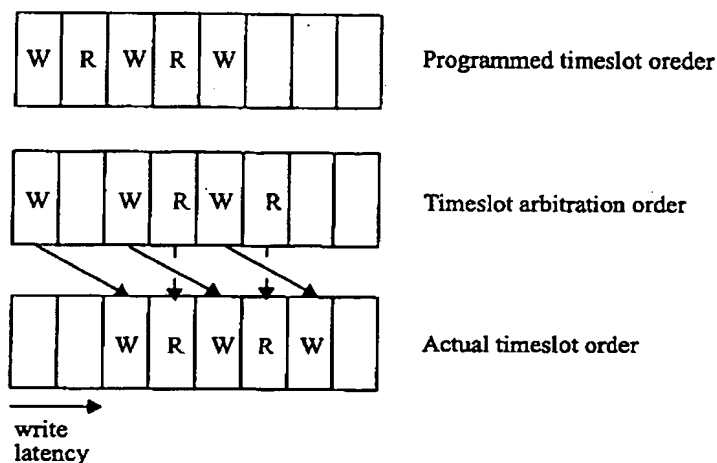 W R W R W Programmed timeslot oreder
W W R W R Timeslot arbitration order
W R W R W Actual timeslot order
write
latency